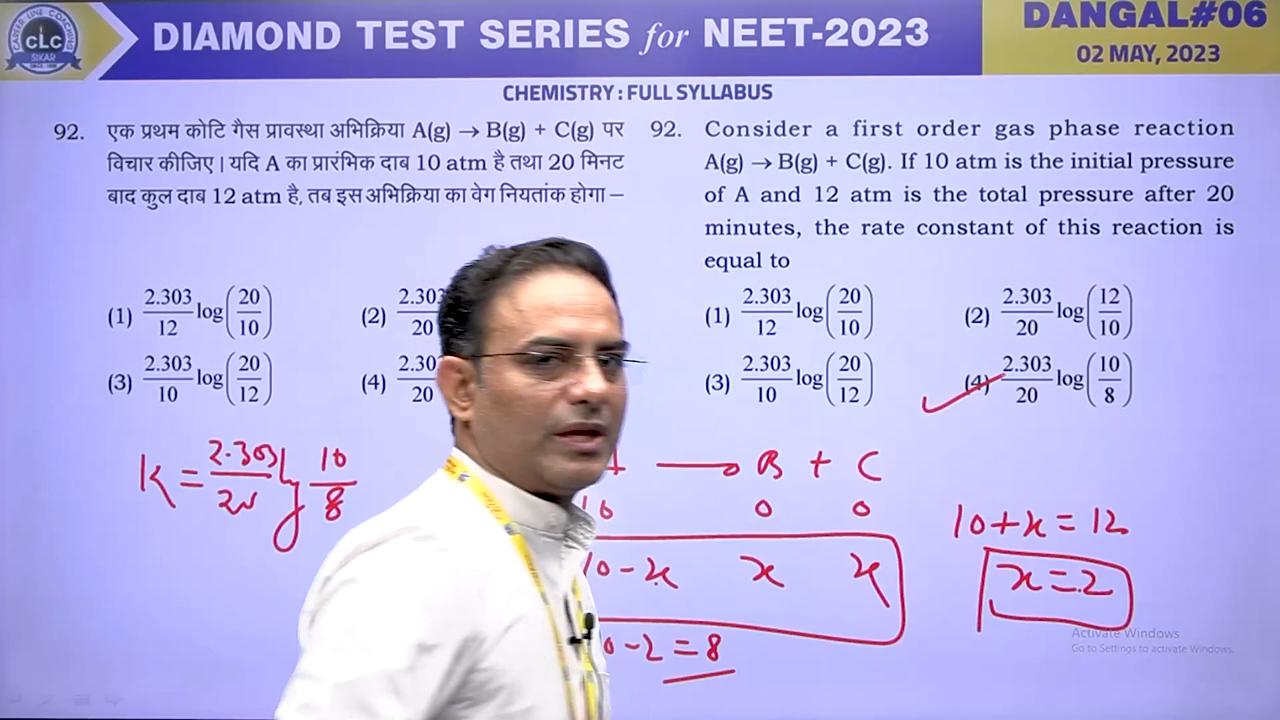 DIAMOND TEST SERIES for NEET-2023
DANGAL#06
02 MAY, 2023
CLC
SIKAR
CHEMISTRY : FULL SYLLABUS
92. एक प्रथम कोटि गैस प्रावस्था अभिक्रिया A(g) → B(g) + C(g) पर
विचार कीजिए। यदि A का प्रारंभिक दाब 10 atm है तथा 20 मिनट
बाद कुल दाब 12 atm है, तब इस अभिक्रिया का वेग नियतांक होगा –
(1) 2.303/12 log(20/10) (2) 2.303/20
(3) 2.303/10 log(20/12) (4) 2.30/20
92. Consider a first order gas phase reaction
A(g) → B(g) + C(g). If 10 atm is the initial pressure
of A and 12 atm is the total pressure after 20
minutes, the rate constant of this reaction is
equal to
(1) 2.303/12 log(20/10) (2) 2.303/20 log(12/10)
(3) 2.303/10 log(20/12) (4) 2.303/20 log(10/8)
K = 2.303/20 log 10/8
A → B + C
10 0 0
10-x x x
0-2 = 8
10+x = 12
x = 2
Activate Windows
Go to Settings to activate Windows.